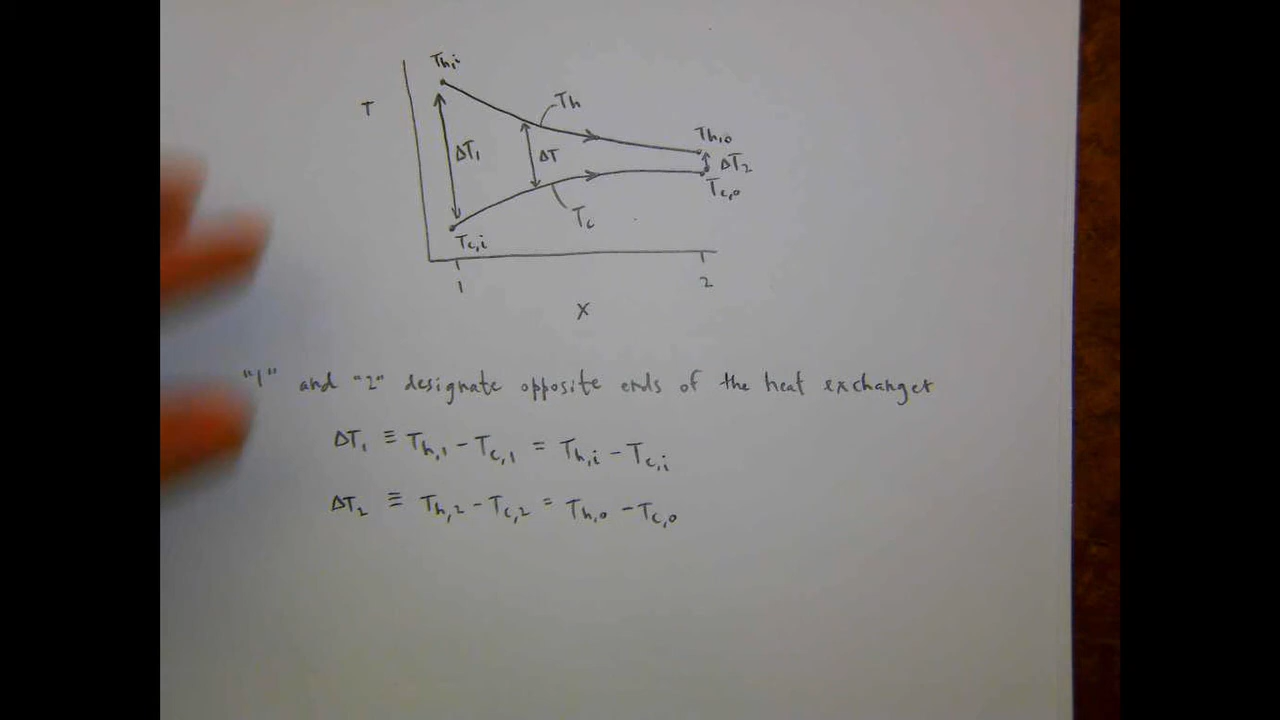 Th,i
T
Th
ΔT₁
ΔT
Th,o
ΔT₂
Tc,o
Tc
Tc,i
1
2
X
"1" and "2" designate opposite ends of the heat exchanger
ΔT₁ ≡ Th,1 − Tc,1 = Th,i − Tc,i
ΔT₂ ≡ Th,2 − Tc,2 = Th,o − Tc,o